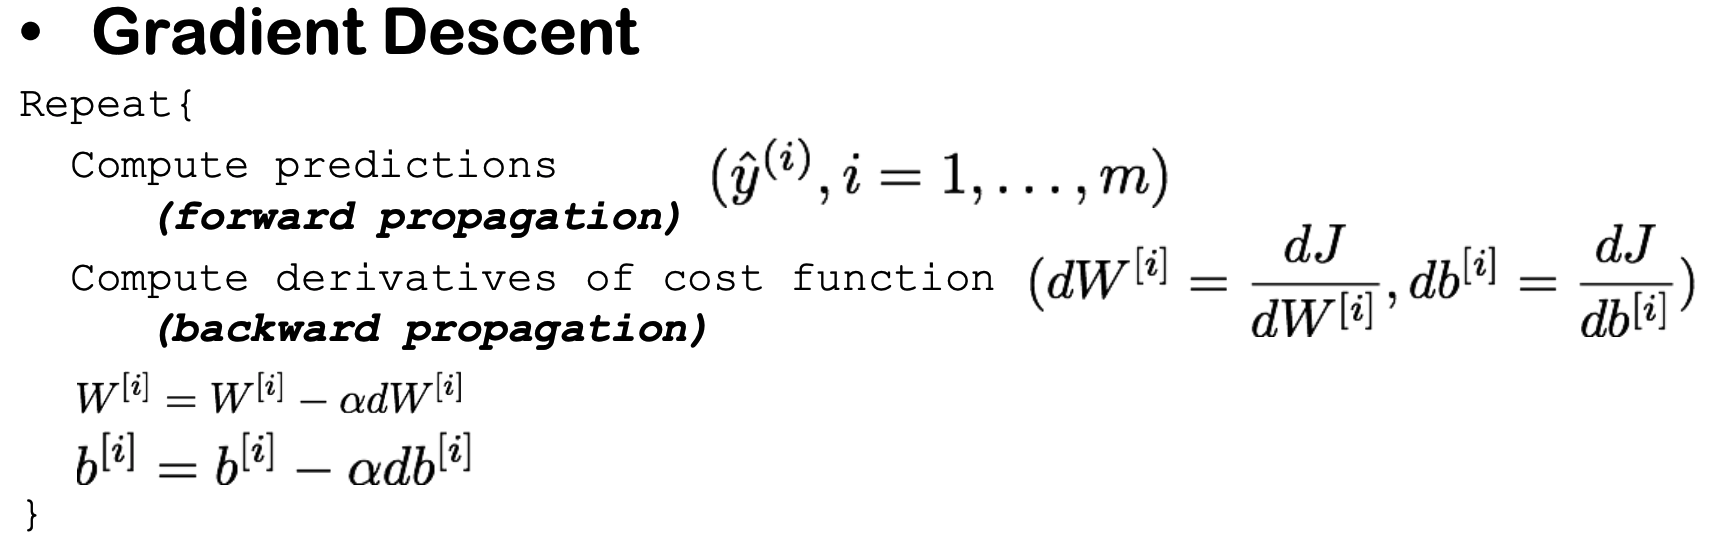 • Gradient Descent
Repeat{
Compute predictions (ŷ^(i), i = 1, . . . , m)
(forward propagation)
Compute derivatives of cost function (dW^[i] = dJ/dW^[i], db^[i] = dJ/db^[i])
(backward propagation)
W^[i] = W^[i] − αdW^[i]
b^[i] = b^[i] − αdb^[i]
}